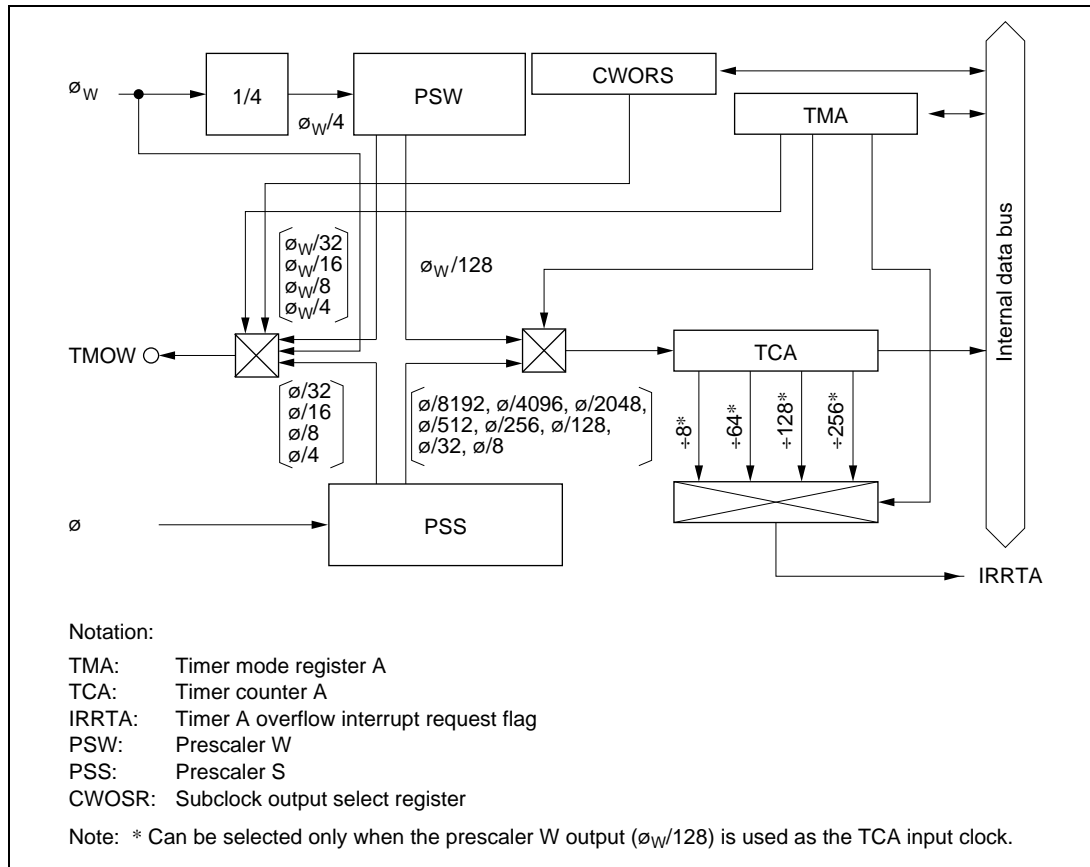 CWORS
øW
1/4
PSW
TMA
øW/4
Internal data bus
øW/32
øW/16
øW/8
øW/4
øW/128
TMOW
TCA
ø/32
ø/16
ø/8
ø/4
ø/8192, ø/4096, ø/2048,
ø/512, ø/256, ø/128,
ø/32, ø/8
÷8*
÷64*
÷128*
÷256*
ø
PSS
IRRTA
Notation:
TMA: Timer mode register A
TCA: Timer counter A
IRRTA: Timer A overflow interrupt request flag
PSW: Prescaler W
PSS: Prescaler S
CWOSR: Subclock output select register
Note: * Can be selected only when the prescaler W output (øW/128) is used as the TCA input clock.